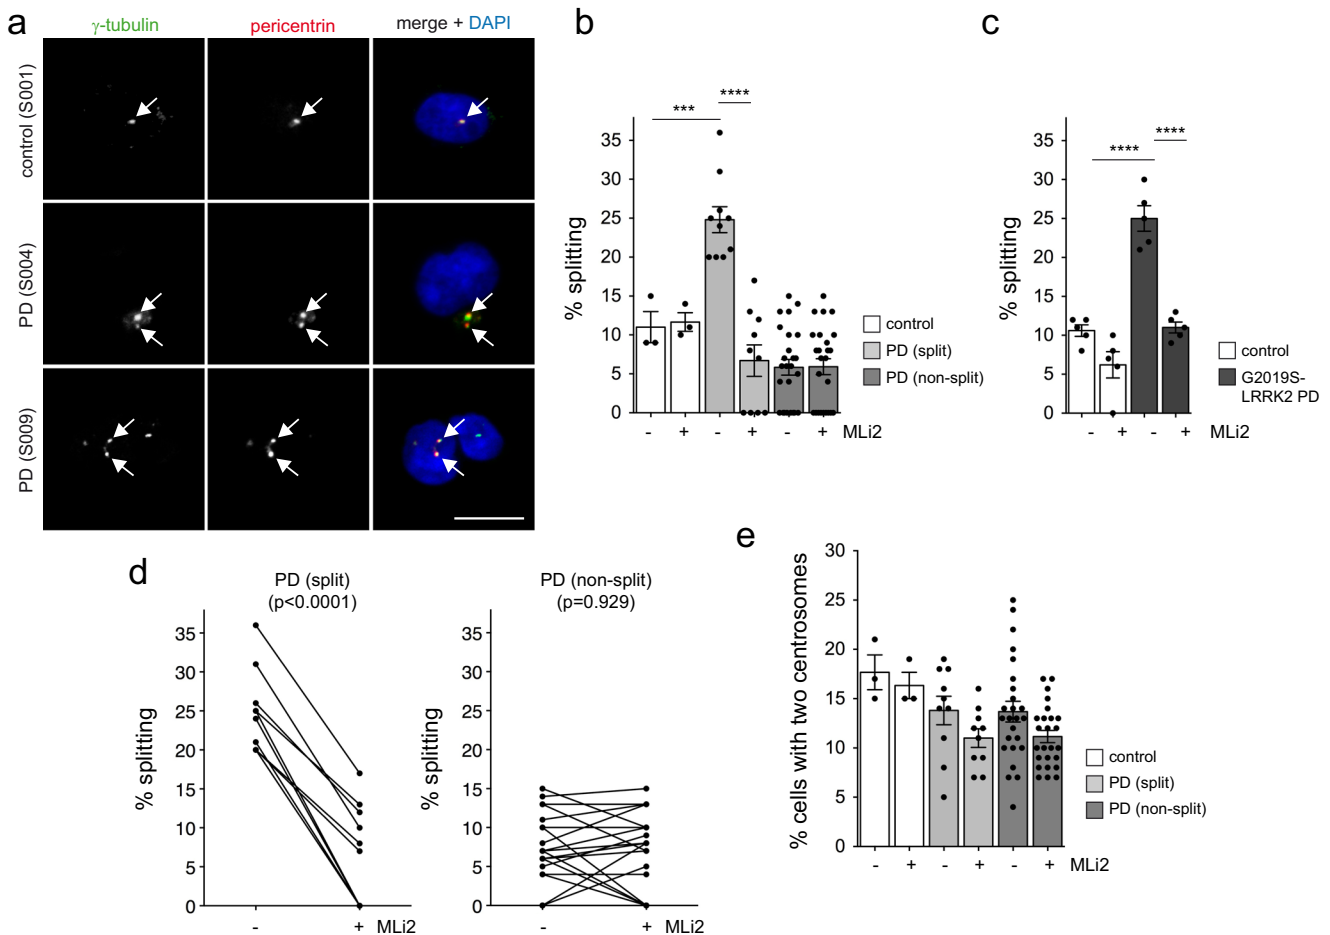 a
γ-tubulin
pericentrin
merge + DAPI
control (S001)
PD (S004)
PD (S009)
b
% splitting
35
30
25
20
15
10
5
0
***
****
- + - + - + MLi2
control
PD (split)
PD (non-split)
c
% splitting
35
30
25
20
15
10
5
0
****
****
- + - + MLi2
control
G2019S-
LRRK2 PD
d
PD (split)
(p<0.0001)
% splitting
35
30
25
20
15
10
5
0
- + MLi2
PD (non-split)
(p=0.929)
% splitting
35
30
25
20
15
10
5
0
- + MLi2
e
% cells with two centrosomes
30
25
20
15
10
5
0
- + - + - + MLi2
control
PD (split)
PD (non-split)